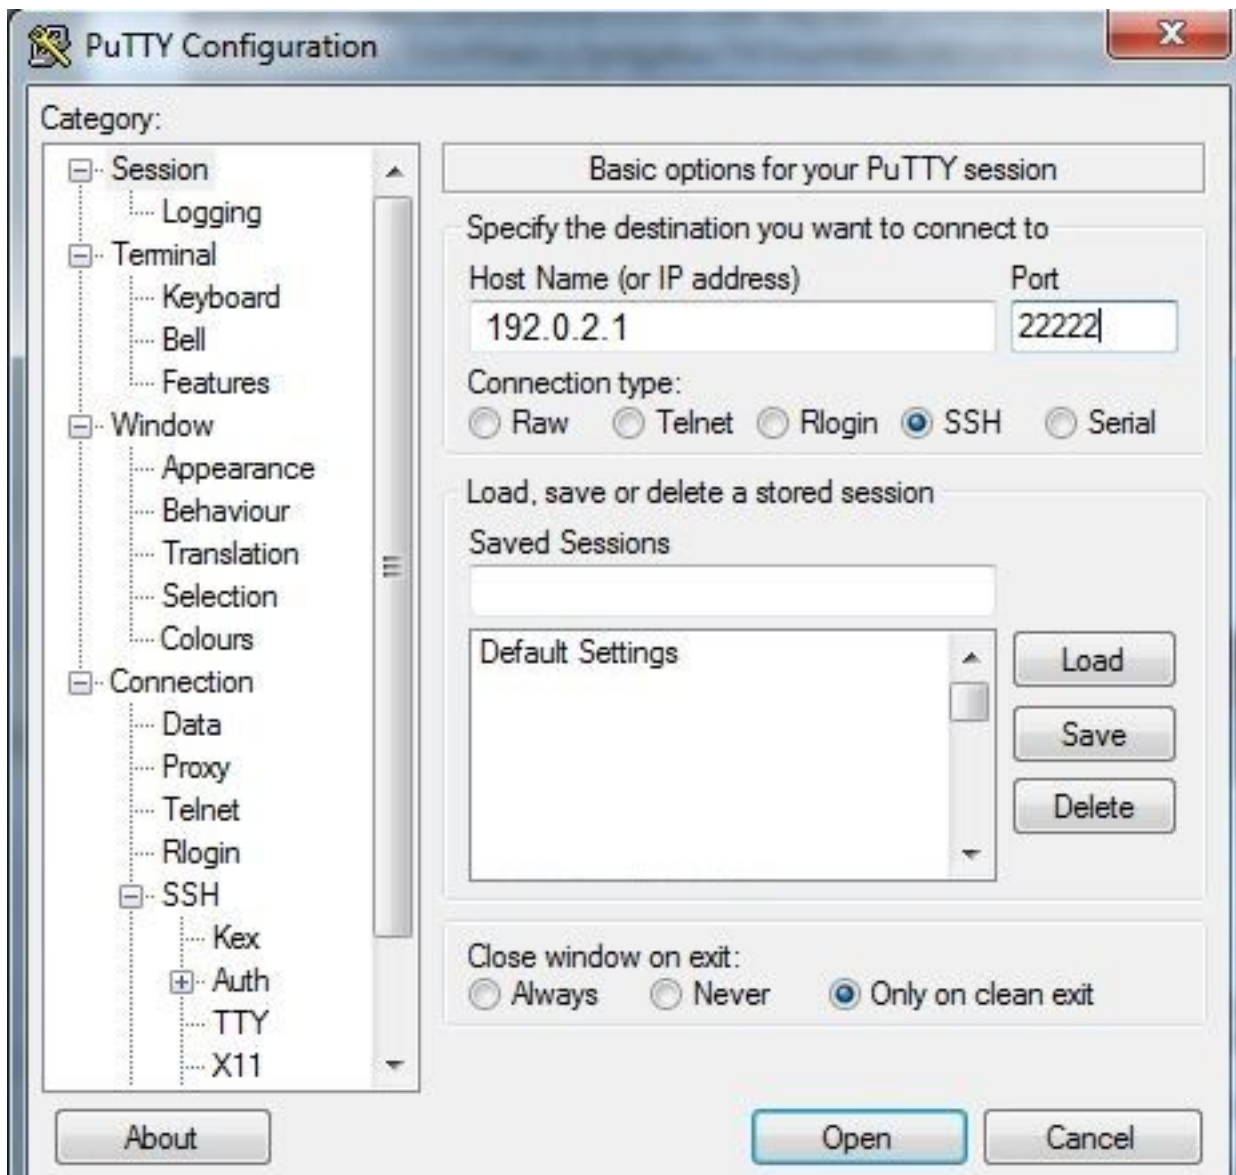 PuTTY Configuration
Category:
Session
Logging
Terminal
Keyboard
Bell
Features
Window
Appearance
Behaviour
Translation
Selection
Colours
Connection
Data
Proxy
Telnet
Rlogin
SSH
Kex
Auth
TTY
X11
Basic options for your PuTTY session
Specify the destination you want to connect to
Host Name (or IP address) Port
192.0.2.1 22222
Connection type:
Raw Telnet Rlogin SSH Serial
Load, save or delete a stored session
Saved Sessions
Default Settings
Load
Save
Delete
Close window on exit:
Always Never Only on clean exit
About Open Cancel